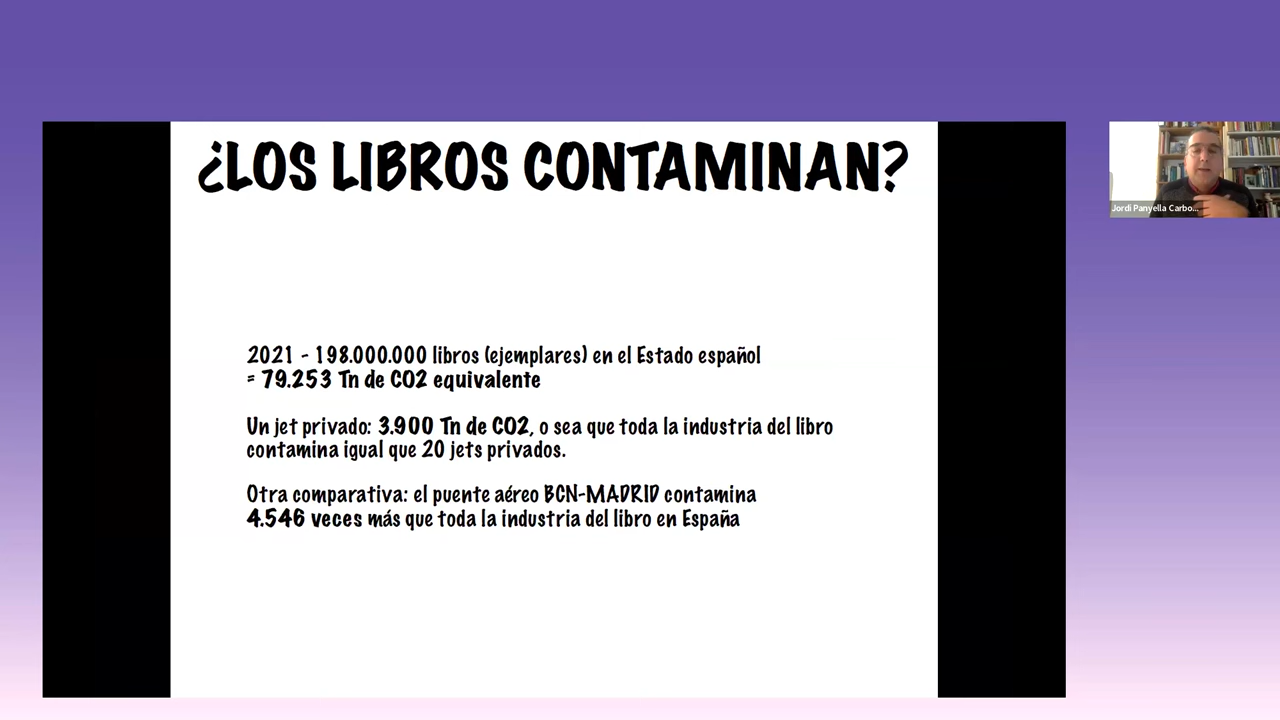 ¿LOS LIBROS CONTAMINAN?
2021 - 198.000.000 libros (ejemplares) en el Estado español
= 79.253 Tn de CO2 equivalente
Un jet privado: 3.900 Tn de CO2, o sea que toda la industria del libro
contamina igual que 20 jets privados.
Otra comparativa: el puente aéreo BCN-MADRID contamina
4.546 veces más que toda la industria del libro en España
Jordi Panyella Carbo...